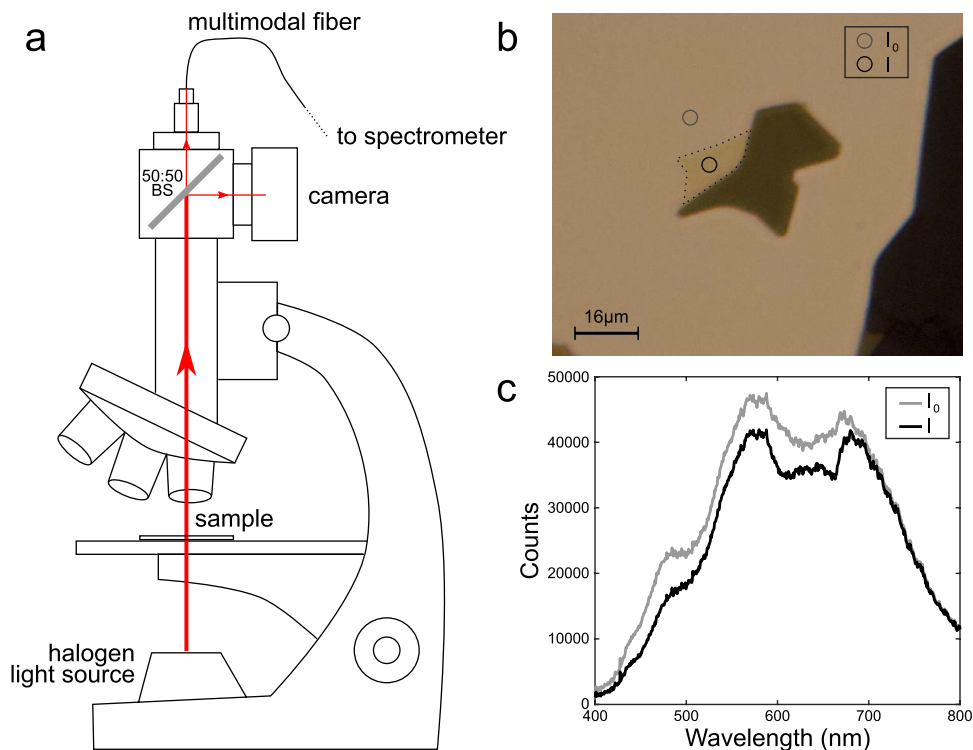 a
multimodal fiber
to spectrometer
50:50
BS
camera
sample
halogen
light source
b
I₀
I
16μm
c
50000
40000
30000
20000
10000
0
Counts
I₀
I
400
500
600
700
800
Wavelength (nm)